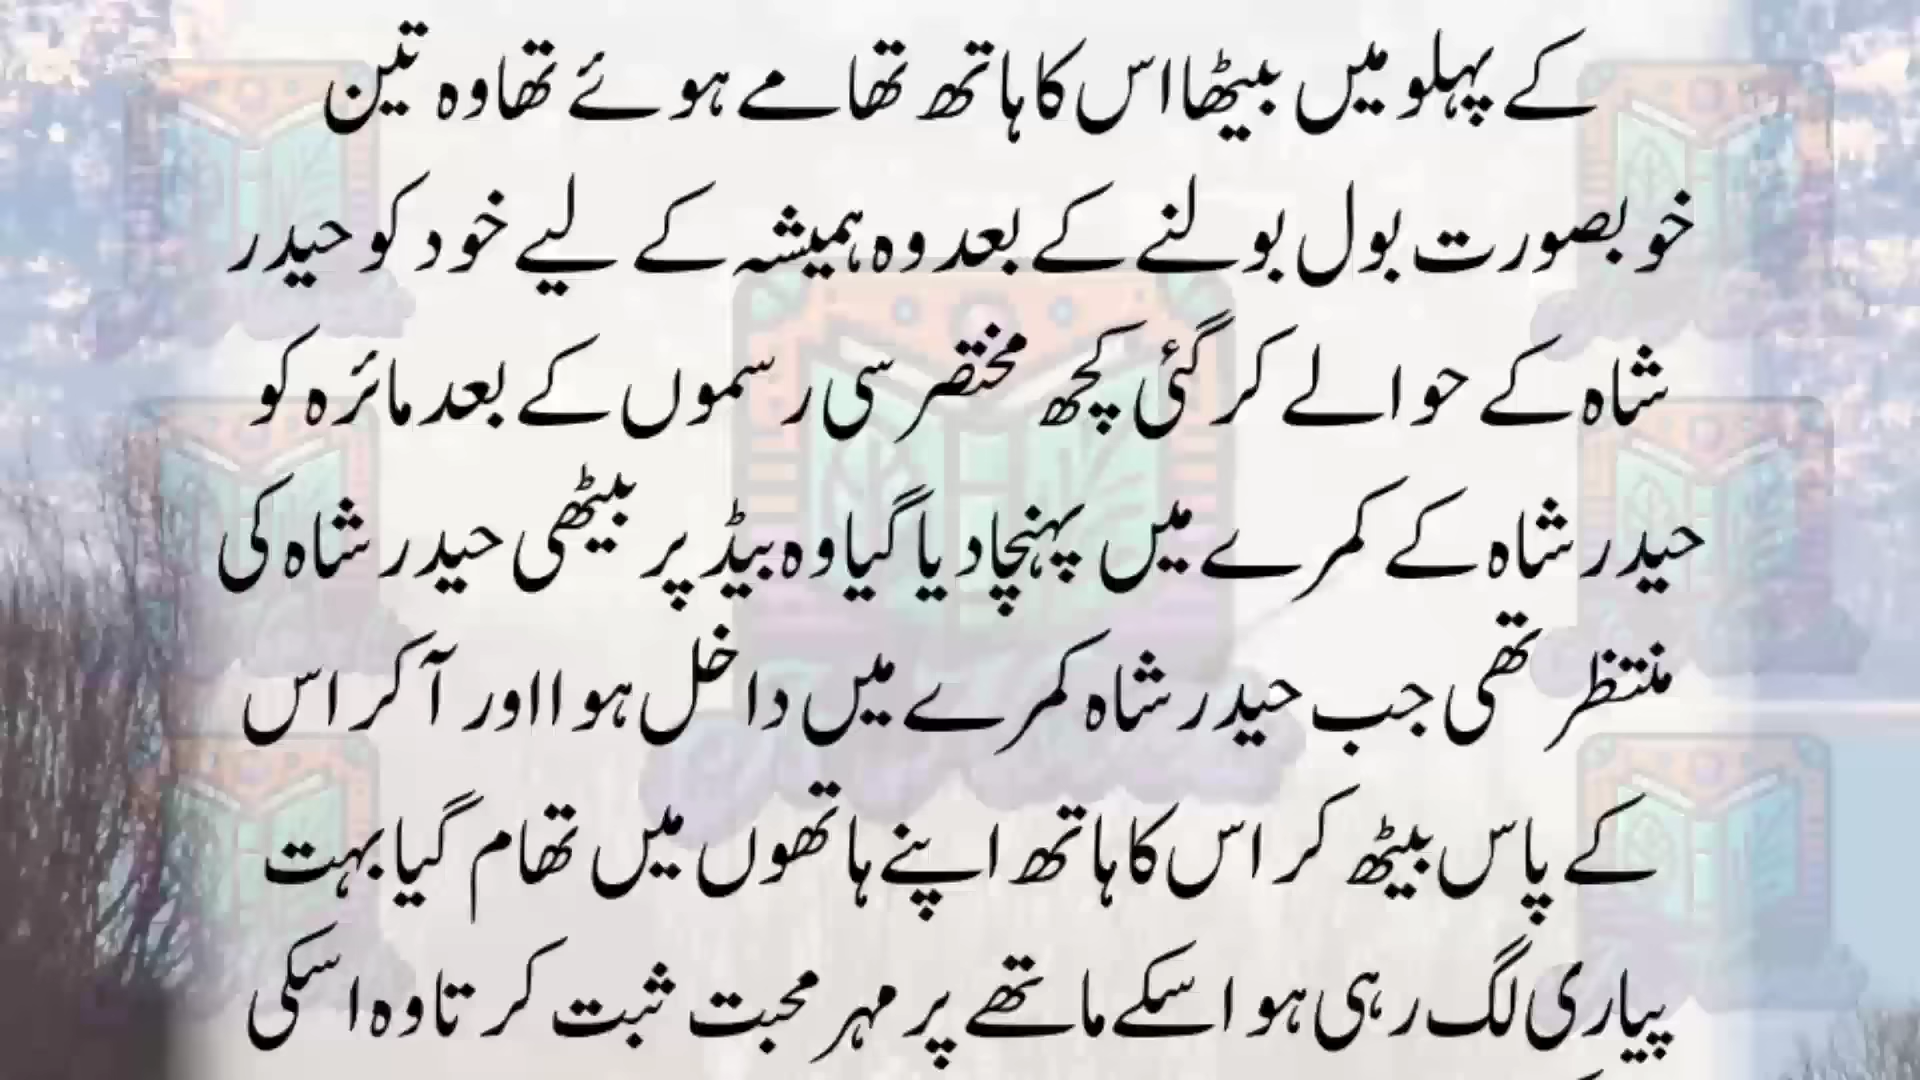 کے پہلو میں بیٹھا اس کا ہاتھ تھامے ہوئے تھا وہ تین
خوبصورت بول بولنے کے بعد وہ ہمیشہ کے لیے خود کو حیدر
شاہ کے حوالے کر گئی کچھ مختصر سی رسموں کے بعد مائرہ کو
حیدر شاہ کے کمرے میں پہنچا دیا گیا وہ بیڈ پر بیٹھی حیدر شاہ کی
منتظر تھی جب حیدر شاہ کمرے میں داخل ہوا اور آ کر اس
کے پاس بیٹھ کر اس کا ہاتھ اپنے ہاتھوں میں تھام گیا بہت
پیاری لگ رہی ہو اسکے ماتھے پر مہر محبت ثبت کرتا وہ اسکی